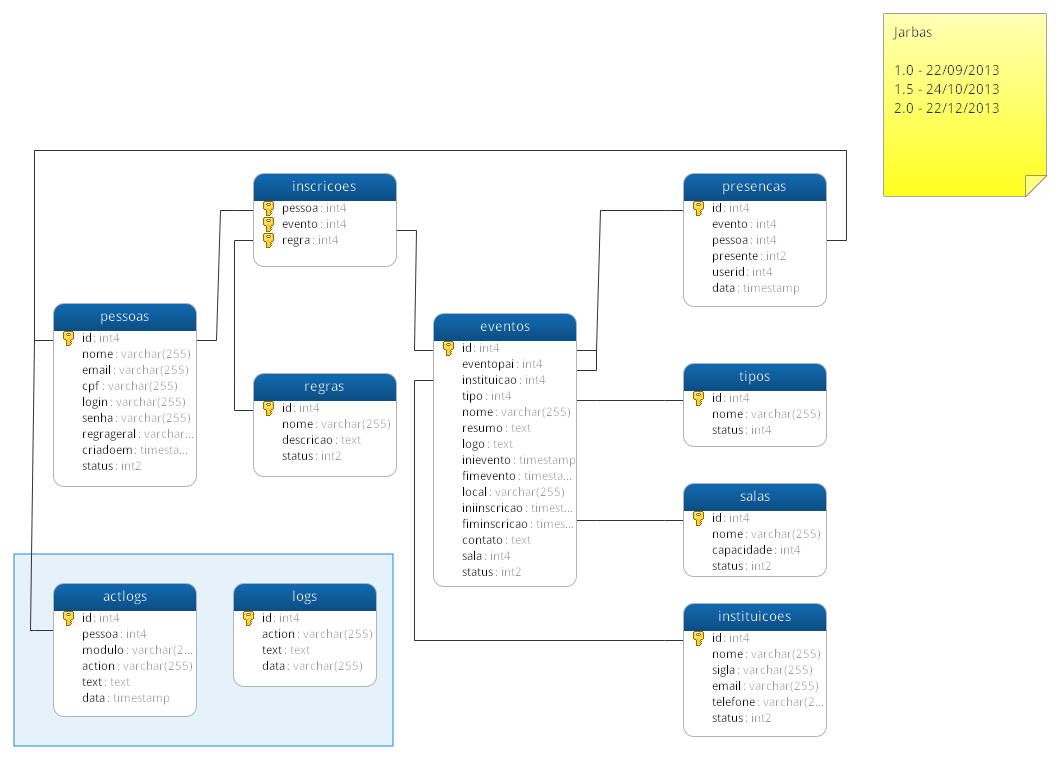 Jarbas
1.0 - 22/09/2013
1.5 - 24/10/2013
2.0 - 22/12/2013
inscricoes
pessoa : int4
evento : int4
regra : int4
presencas
id : int4
evento : int4
pessoa : int4
presente : int2
userid : int4
data : timestamp
pessoas
id : int4
nome : varchar(255)
email : varchar(255)
cpf : varchar(255)
login : varchar(255)
senha : varchar(255)
regrageral : varchar...
criadoem : timesta...
status : int2
regras
id : int4
nome : varchar(255)
descricao : text
status : int2
eventos
id : int4
eventopai : int4
instituicao : int4
tipo : int4
nome : varchar(255)
resumo : text
logo : text
inievento : timestamp
fimevento : timesta...
local : varchar(255)
iniinscricao : timest...
fiminscricao : times...
contato : text
sala : int4
status : int2
tipos
id : int4
nome : varchar(255)
status : int4
salas
id : int4
nome : varchar(255)
capacidade : int4
status : int2
actlogs
id : int4
pessoa : int4
modulo : varchar(2...
action : varchar(255)
text : text
data : timestamp
logs
id : int4
action : varchar(255)
text : text
data : varchar(255)
instituicoes
id : int4
nome : varchar(255)
sigla : varchar(255)
email : varchar(255)
telefone : varchar(2...
status : int2